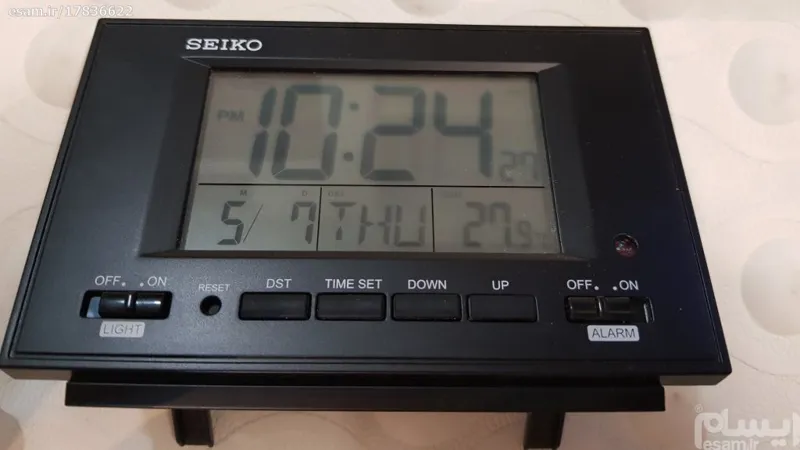 esam.ir/17836622
SEIKO
PM 10:24 27
M D
5/ 7 THU 27.9°C
OFF. .ON RESET DST TIME SET DOWN UP OFF. .ON
LIGHT ALARM
ایسام
esam.ir